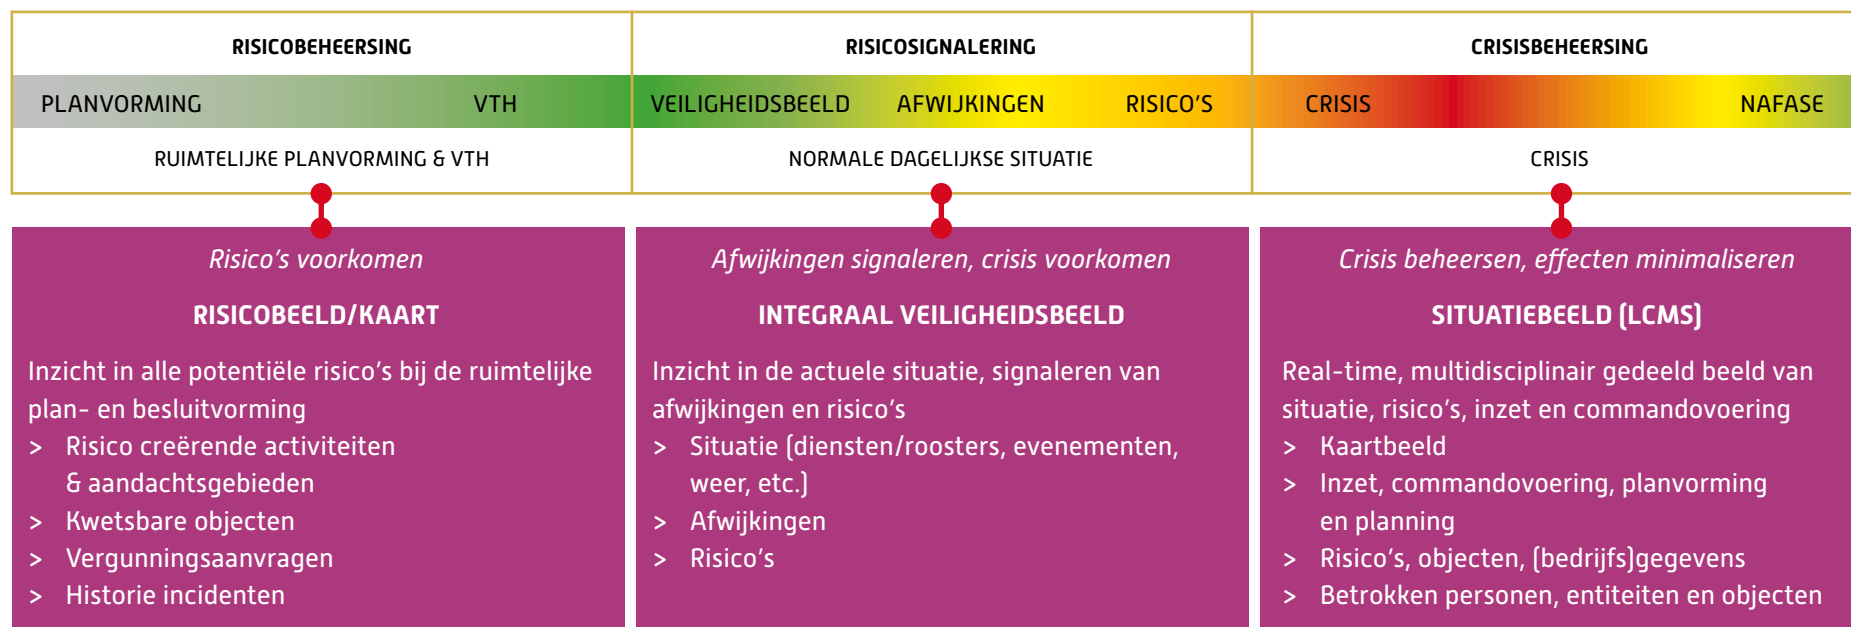 RISICOBEHEERSING
RISICOSIGNALERING
CRISISBEHEERSING
PLANVORMING
VTH
VEILIGHEIDSBEELD
AFWIJKINGEN
RISICO'S
CRISIS
NAFASE
RUIMTELIJKE PLANVORMING & VTH
NORMALE DAGELIJKSE SITUATIE
CRISIS
Risico's voorkomen
RISICOBEELD/KAART
Inzicht in alle potentiële risico's bij de ruimtelijke
plan- en besluitvorming
> Risico creërende activiteiten
& aandachtsgebieden
> Kwetsbare objecten
> Vergunningsaanvragen
> Historie incidenten
Afwijkingen signaleren, crisis voorkomen
INTEGRAAL VEILIGHEIDSBEELD
Inzicht in de actuele situatie, signaleren van
afwijkingen en risico's
> Situatie (diensten/roosters, evenementen,
weer, etc.)
> Afwijkingen
> Risico's
Crisis beheersen, effecten minimaliseren
SITUATIEBEELD (LCMS)
Real-time, multidisciplinair gedeeld beeld van
situatie, risico's, inzet en commandovoering
> Kaartbeeld
> Inzet, commandovoering, planvorming
en planning
> Risico's, objecten, (bedrijfs)gegevens
> Betrokken personen, entiteiten en objecten